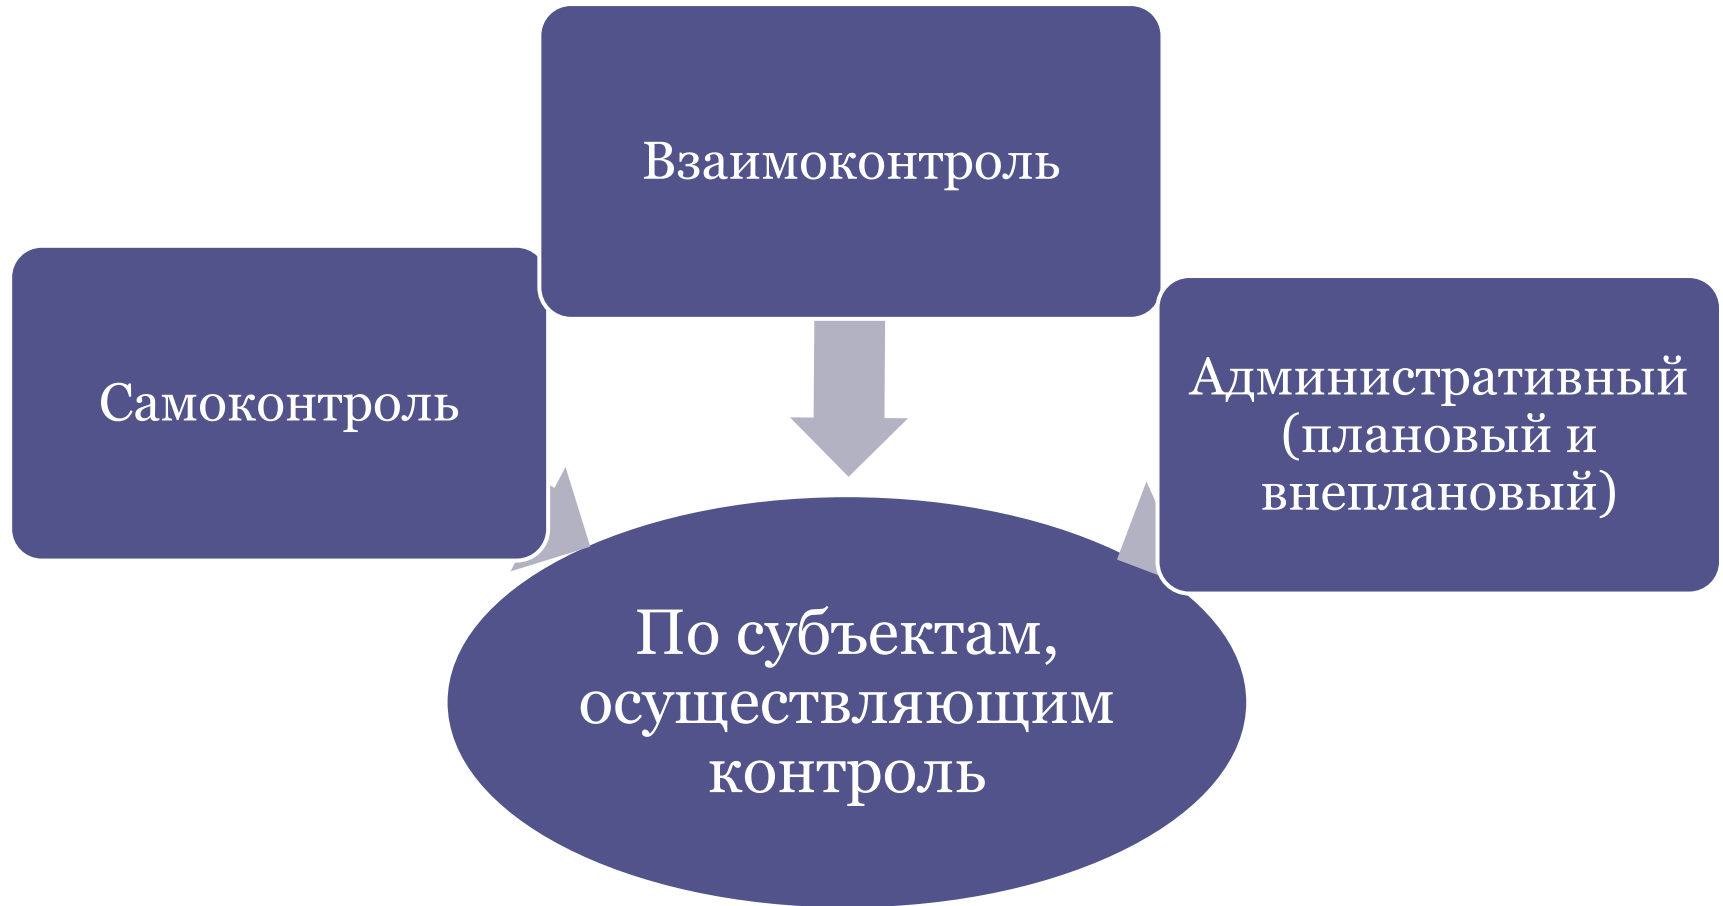 Взаимоконтроль
Самоконтроль
Административный
(плановый и
внеплановый)
По субъектам,
осуществляющим
контроль